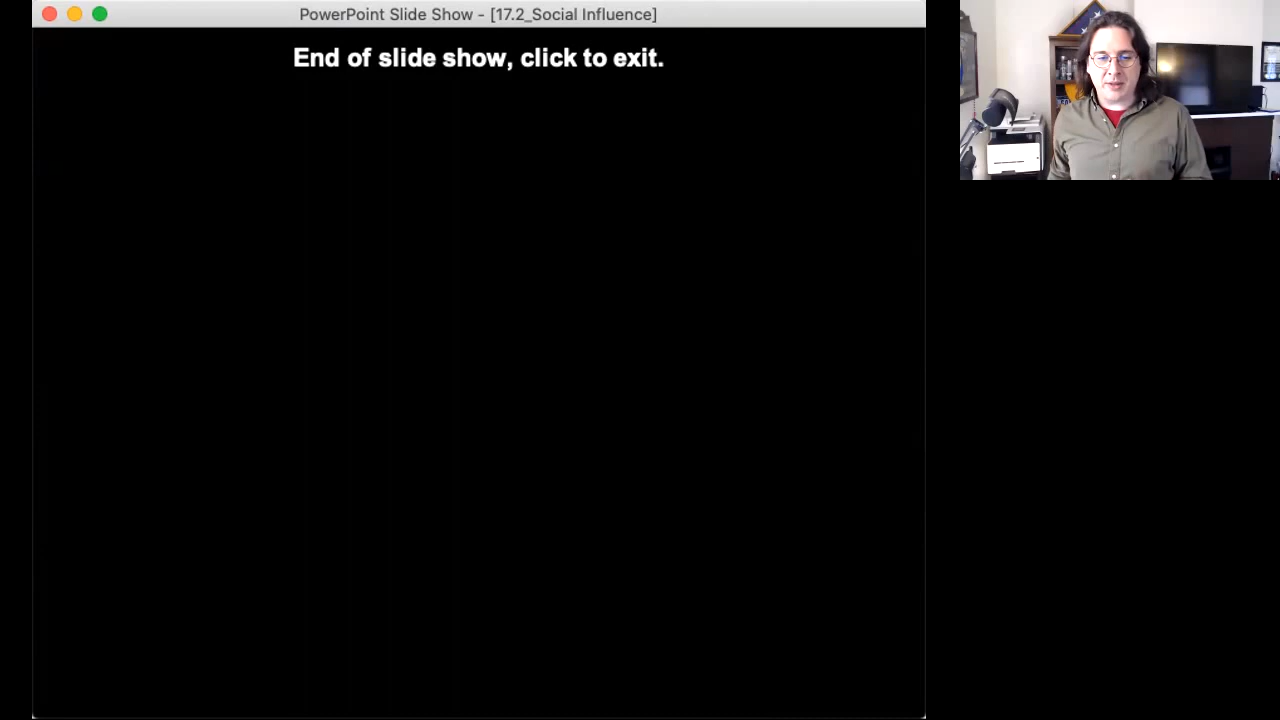 PowerPoint Slide Show - [17.2_Social Influence]
End of slide show, click to exit.